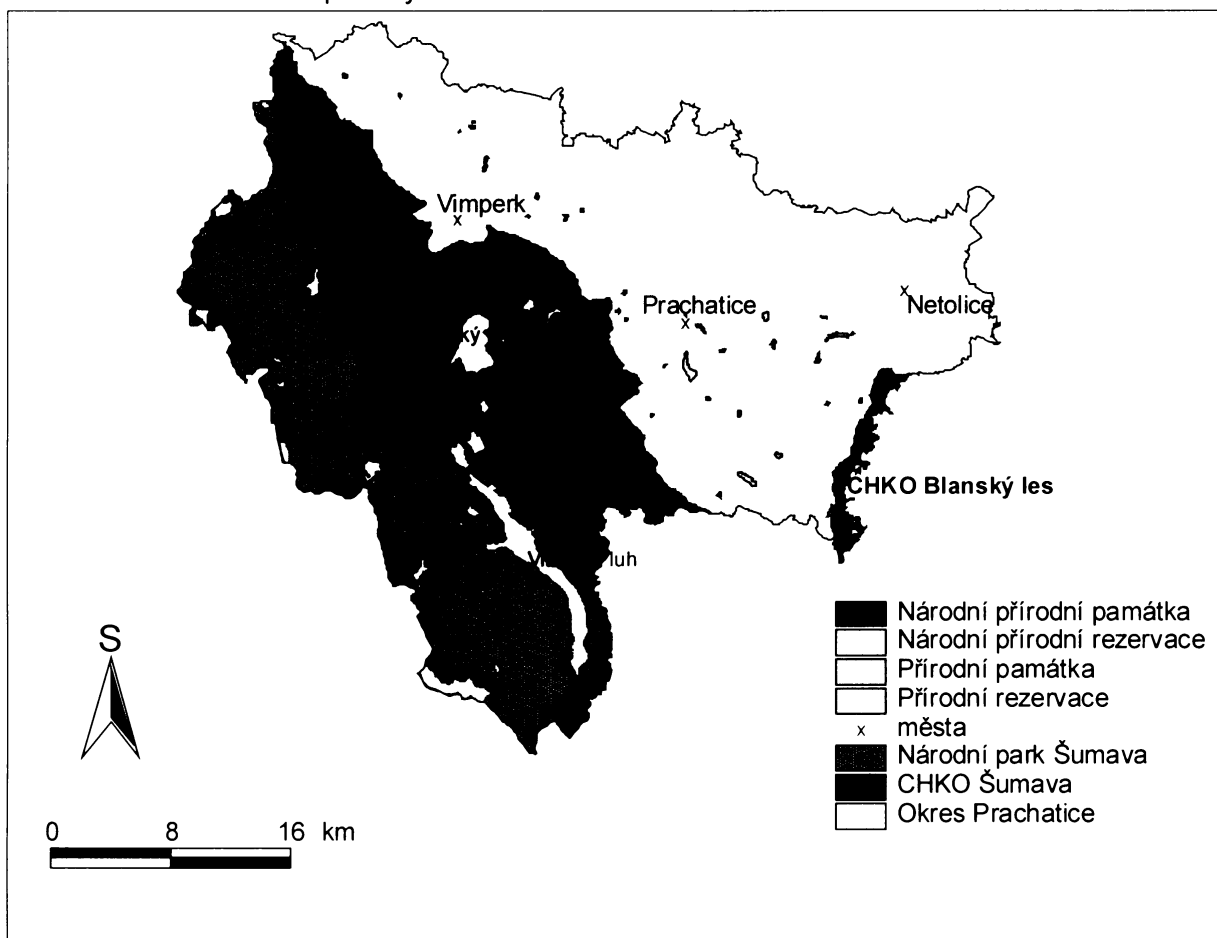 Vimperk
Prachatice
Netolice
ký
CHKO Blanský les
luh
S
Národní přírodní památka
Národní přírodní rezervace
Přírodní památka
Přírodní rezervace
x města
Národní park Šumava
CHKO Šumava
Okres Prachatice
0 8 16 km